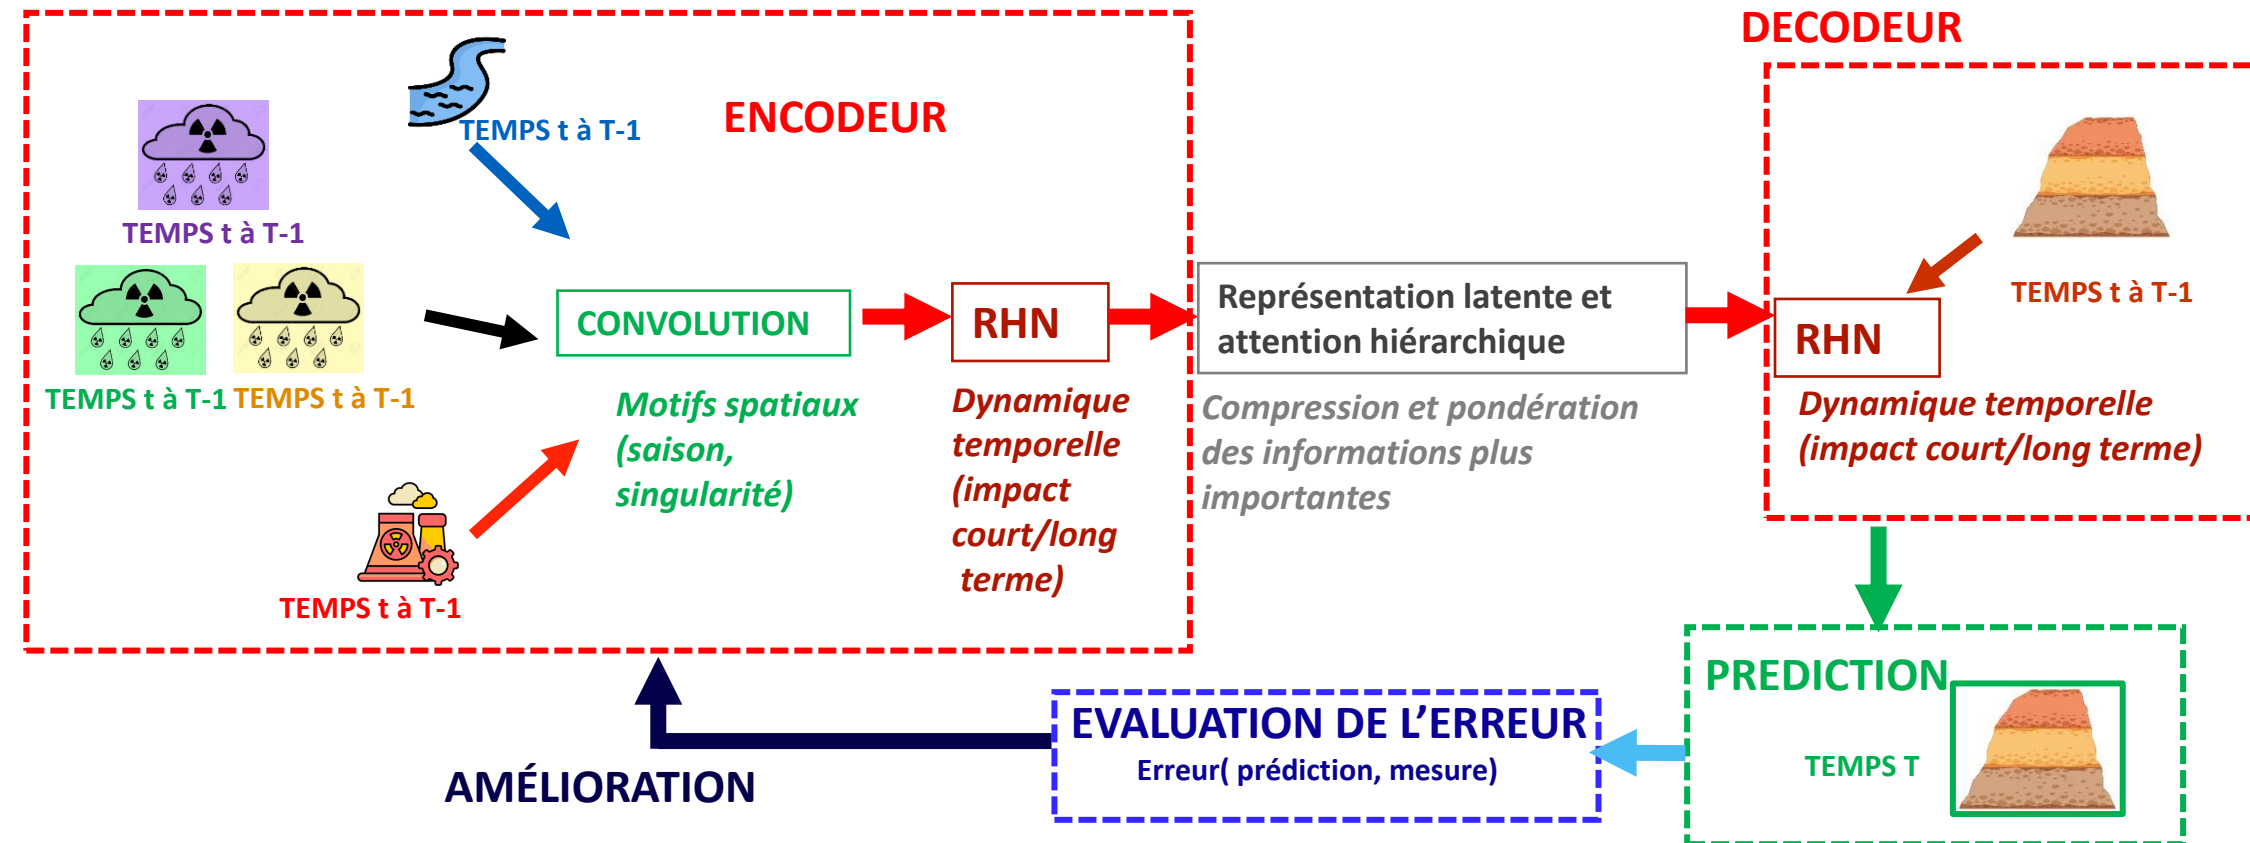 DECODEUR
ENCODEUR
TEMPS t à T-1
TEMPS t à T-1
TEMPS t à T-1
TEMPS t à T-1
TEMPS t à T-1
CONVOLUTION
Motifs spatiaux
(saison,
singularité)
RHN
Dynamique
temporelle
(impact
court/long
terme)
Représentation latente et
attention hiérarchique
Compression et pondération
des informations plus
importantes
TEMPS t à T-1
RHN
Dynamique temporelle
(impact court/long terme)
PREDICTION
TEMPS T
EVALUATION DE L’ERREUR
Erreur( prédiction, mesure)
AMÉLIORATION